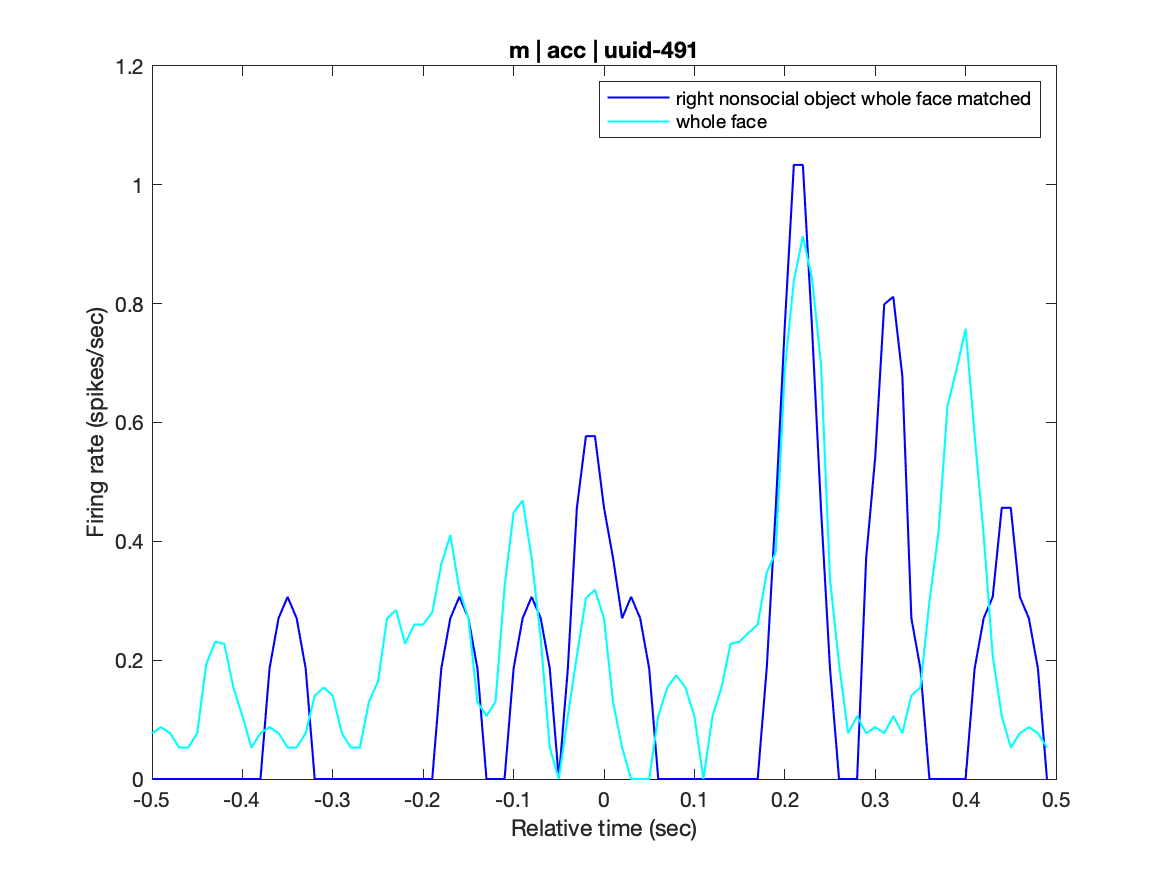 m | acc | uuid-491
right nonsocial object whole face matched
whole face
1.2
1
0.8
0.6
0.4
0.2
0
Firing rate (spikes/sec)
-0.5 -0.4 -0.3 -0.2 -0.1 0 0.1 0.2 0.3 0.4 0.5
Relative time (sec)